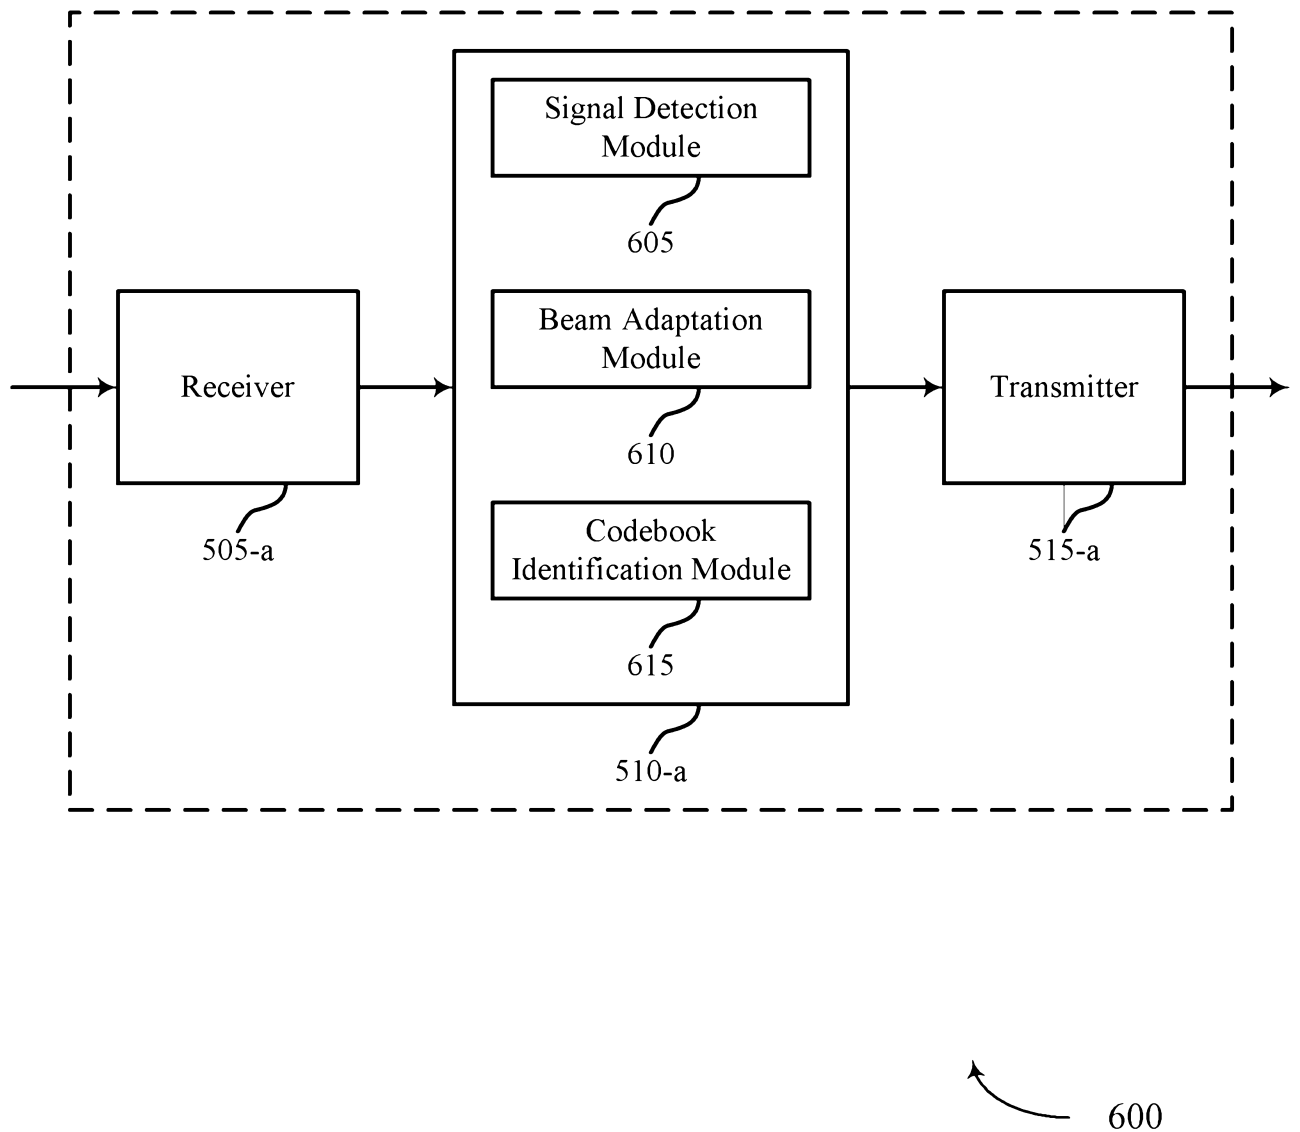 Signal Detection
Module
605
Beam Adaptation
Module
610
Codebook
Identification Module
615
510-a
Receiver
505-a
Transmitter
515-a
600